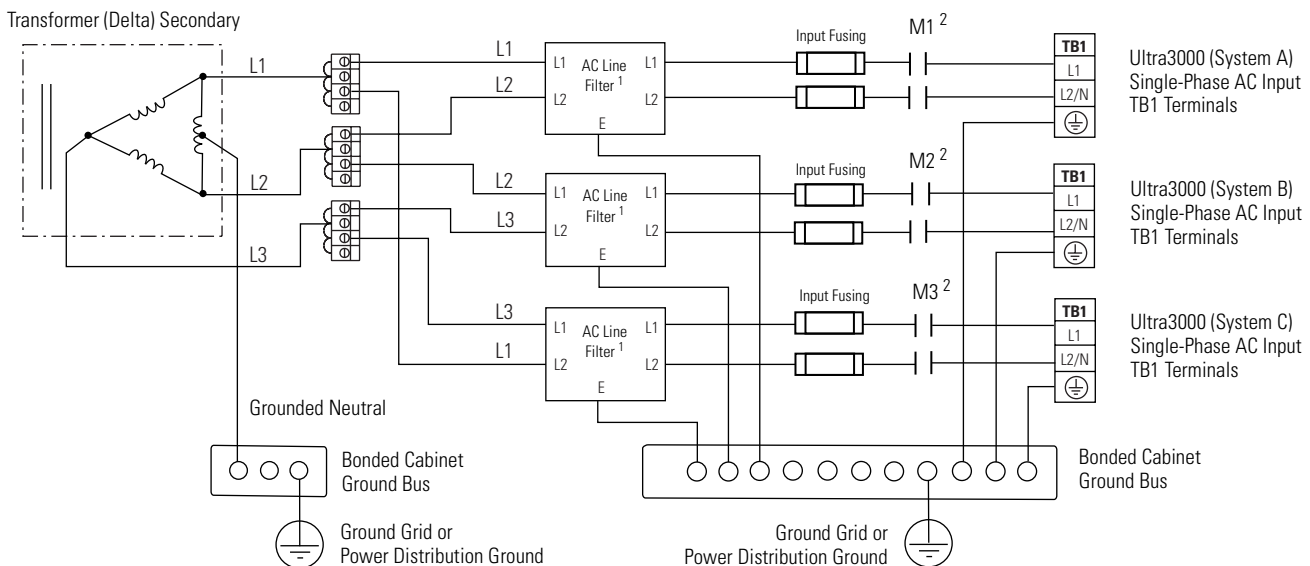 Transformer (Delta) Secondary
L1
L2
L3
Grounded Neutral
Bonded Cabinet
Ground Bus
Ground Grid or
Power Distribution Ground
L1
L2
L1
AC Line
Filter 1
L1
L2
L2
E
Input Fusing
M1 2
TB1
L1
L2/N
Ultra3000 (System A)
Single-Phase AC Input
TB1 Terminals
L2
L3
L1
AC Line
Filter 1
L1
L2
L2
E
Input Fusing
M2 2
TB1
L1
L2/N
Ultra3000 (System B)
Single-Phase AC Input
TB1 Terminals
L3
L1
L1
AC Line
Filter 1
L1
L2
L2
E
Input Fusing
M3 2
TB1
L1
L2/N
Ultra3000 (System C)
Single-Phase AC Input
TB1 Terminals
Bonded Cabinet
Ground Bus
Ground Grid or
Power Distribution Ground